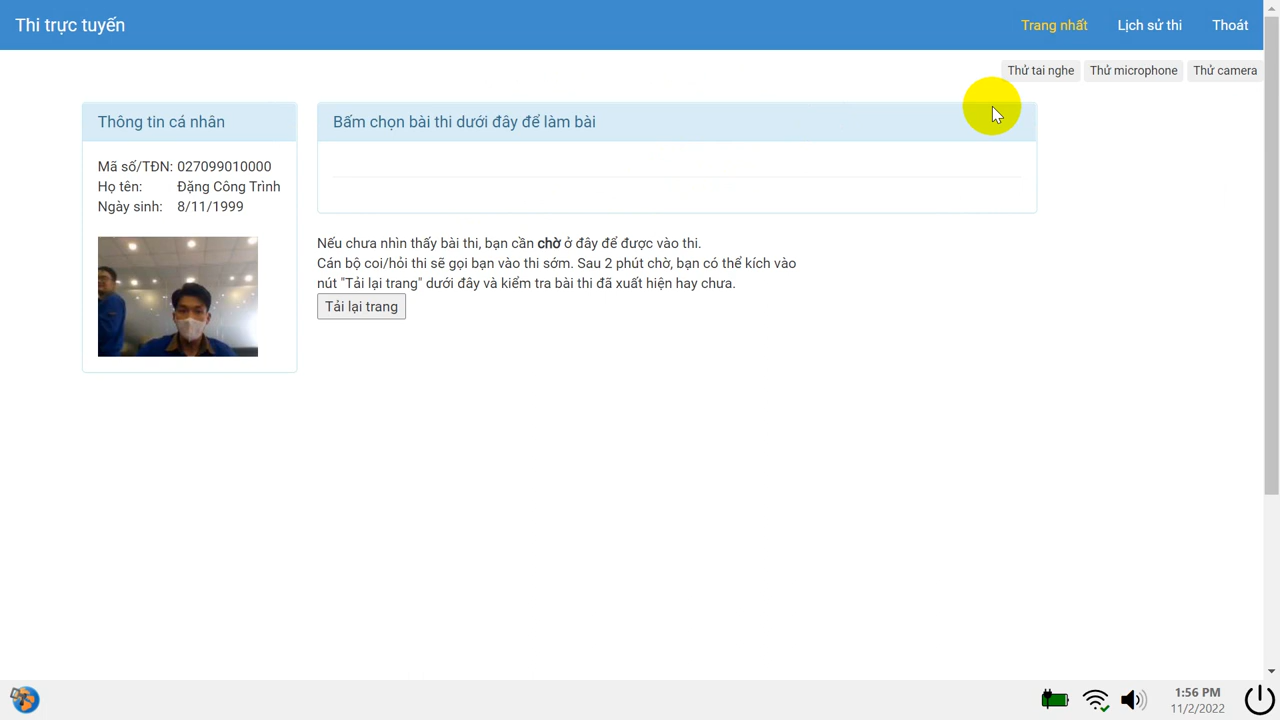 Thi trực tuyến
Trang nhất Lịch sử thi Thoát
Thử tai nghe Thử microphone Thử camera
Thông tin cá nhân
Mã số/TĐN: 027099010000
Họ tên: Đặng Công Trình
Ngày sinh: 8/11/1999
Bấm chọn bài thi dưới đây để làm bài
Nếu chưa nhìn thấy bài thi, bạn cần chờ ở đây để được vào thi.
Cán bộ coi/hỏi thi sẽ gọi bạn vào thi sớm. Sau 2 phút chờ, bạn có thể kích vào
nút "Tải lại trang" dưới đây và kiểm tra bài thi đã xuất hiện hay chưa.
Tải lại trang
1:56 PM
11/2/2022